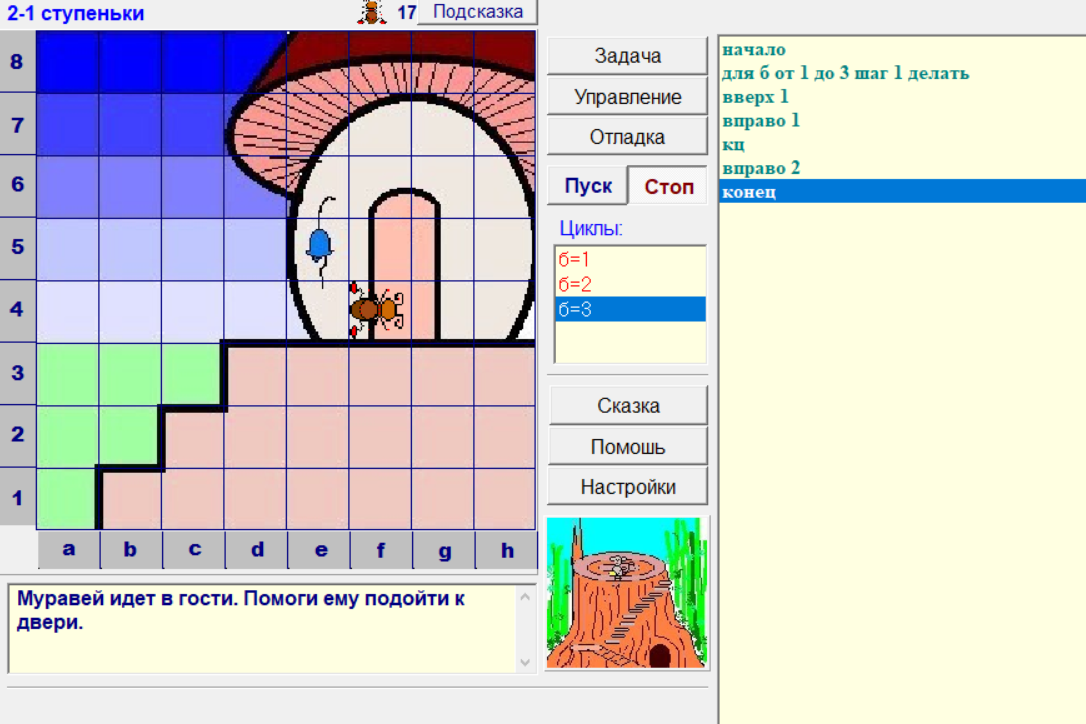 2-1 ступеньки
17
Подсказка
8
7
6
5
4
3
2
1
a b c d e f g h
Муравей идет в гости. Помоги ему подойти к
двери.
Задача
Управление
Отладка
Пуск
Стоп
Циклы:
б=1
б=2
б=3
Сказка
Помошь
Настройки
начало
для б от 1 до 3 шаг 1 делать
вверх 1
вправо 1
кц
вправо 2
конец